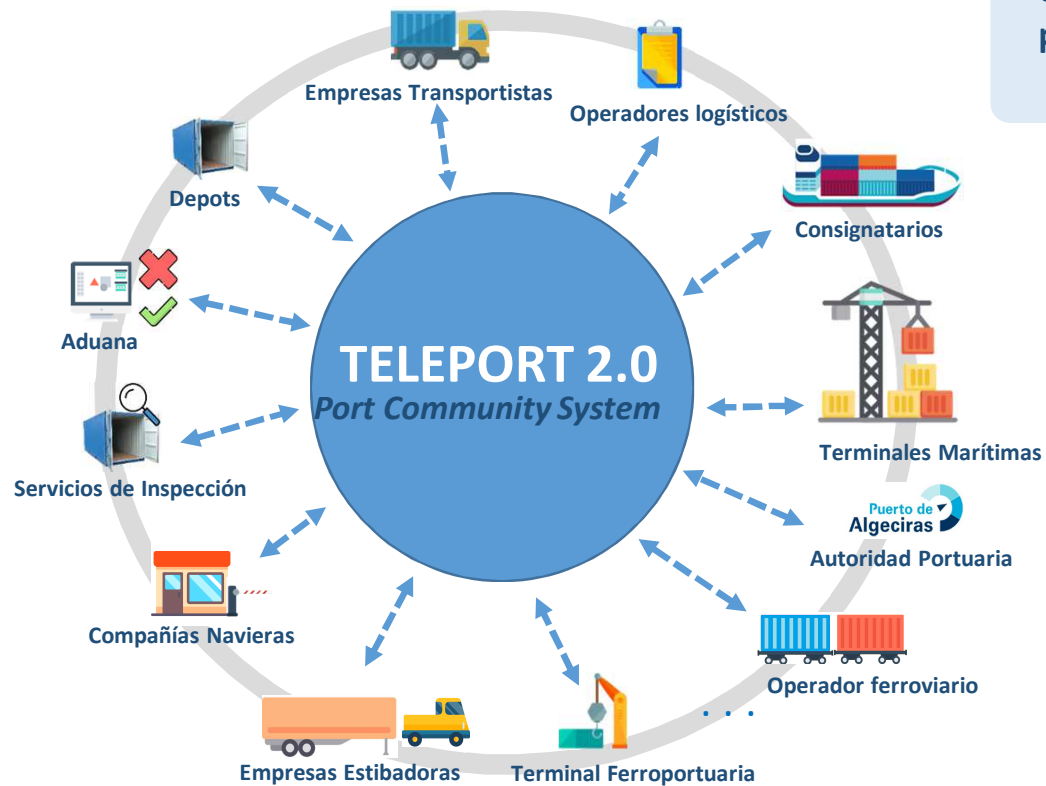 Empresas Transportistas
Operadores logísticos
Depots
Consignatarios
Aduana
TELEPORT 2.0
Port Community System
Terminales Marítimas
Servicios de Inspección
Puerto de
Algeciras
Autoridad Portuaria
Compañías Navieras
Operador ferroviario
. . .
Empresas Estibadoras
Terminal Ferroportuaria